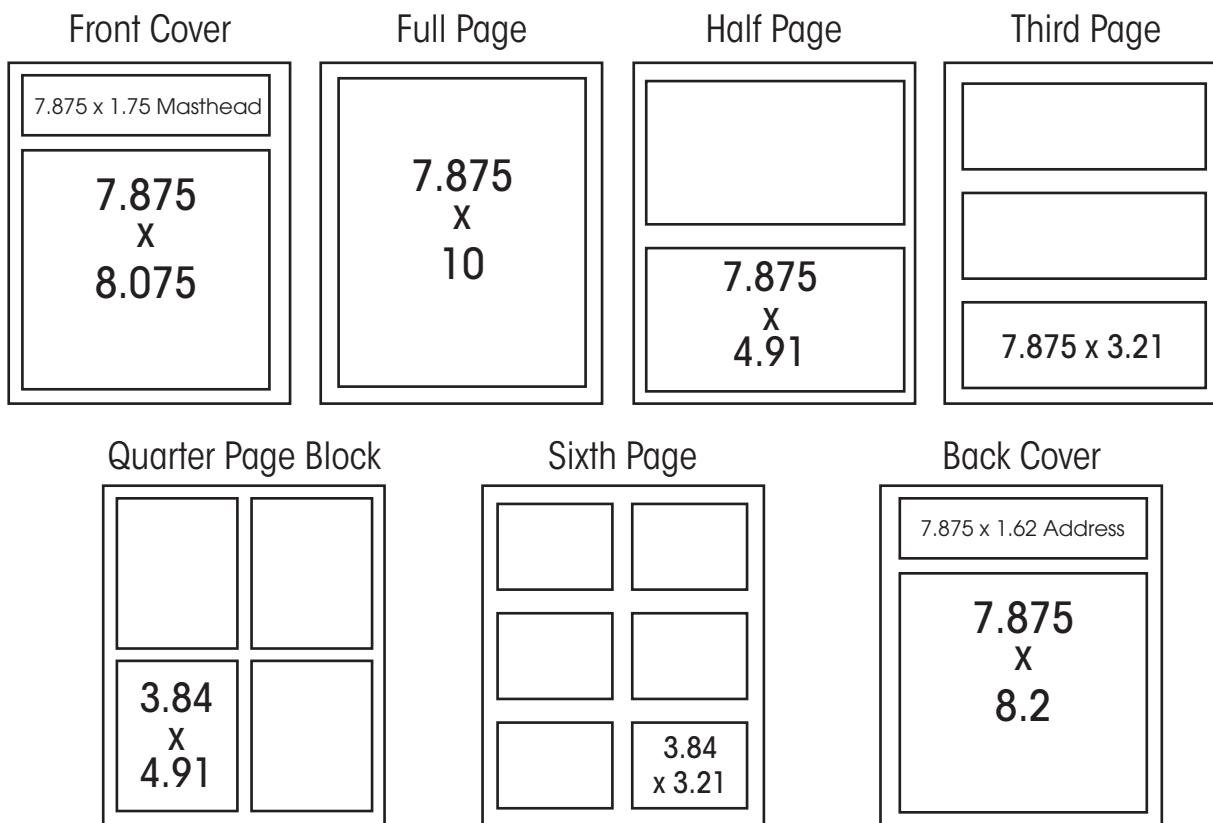 Front Cover
Full Page
Half Page
Third Page
7.875 x 1.75 Masthead
7.875
x
8.075
7.875
x
10
7.875
x
4.91
7.875 x 3.21
Quarter Page Block
Sixth Page
Back Cover
3.84
x
4.91
3.84
x 3.21
7.875 x 1.62 Address
7.875
x
8.2